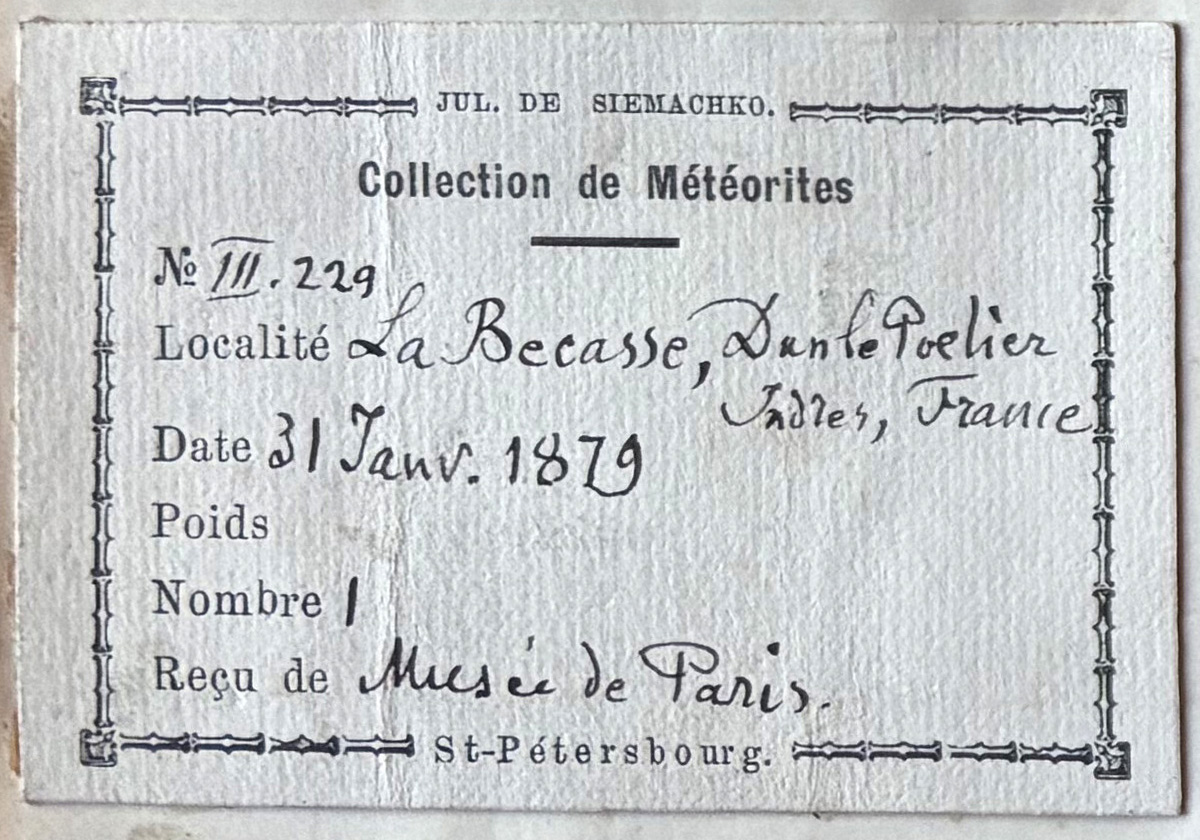 JUL. DE SIEMACHKO.
Collection de Météorites
№ III. 229
Localité La Becasse, Dun le Poelier
Indres, France
Date 31 Janv. 1879
Poids
Nombre 1
Reçu de Musée de Paris.
St-Pétersbourg.